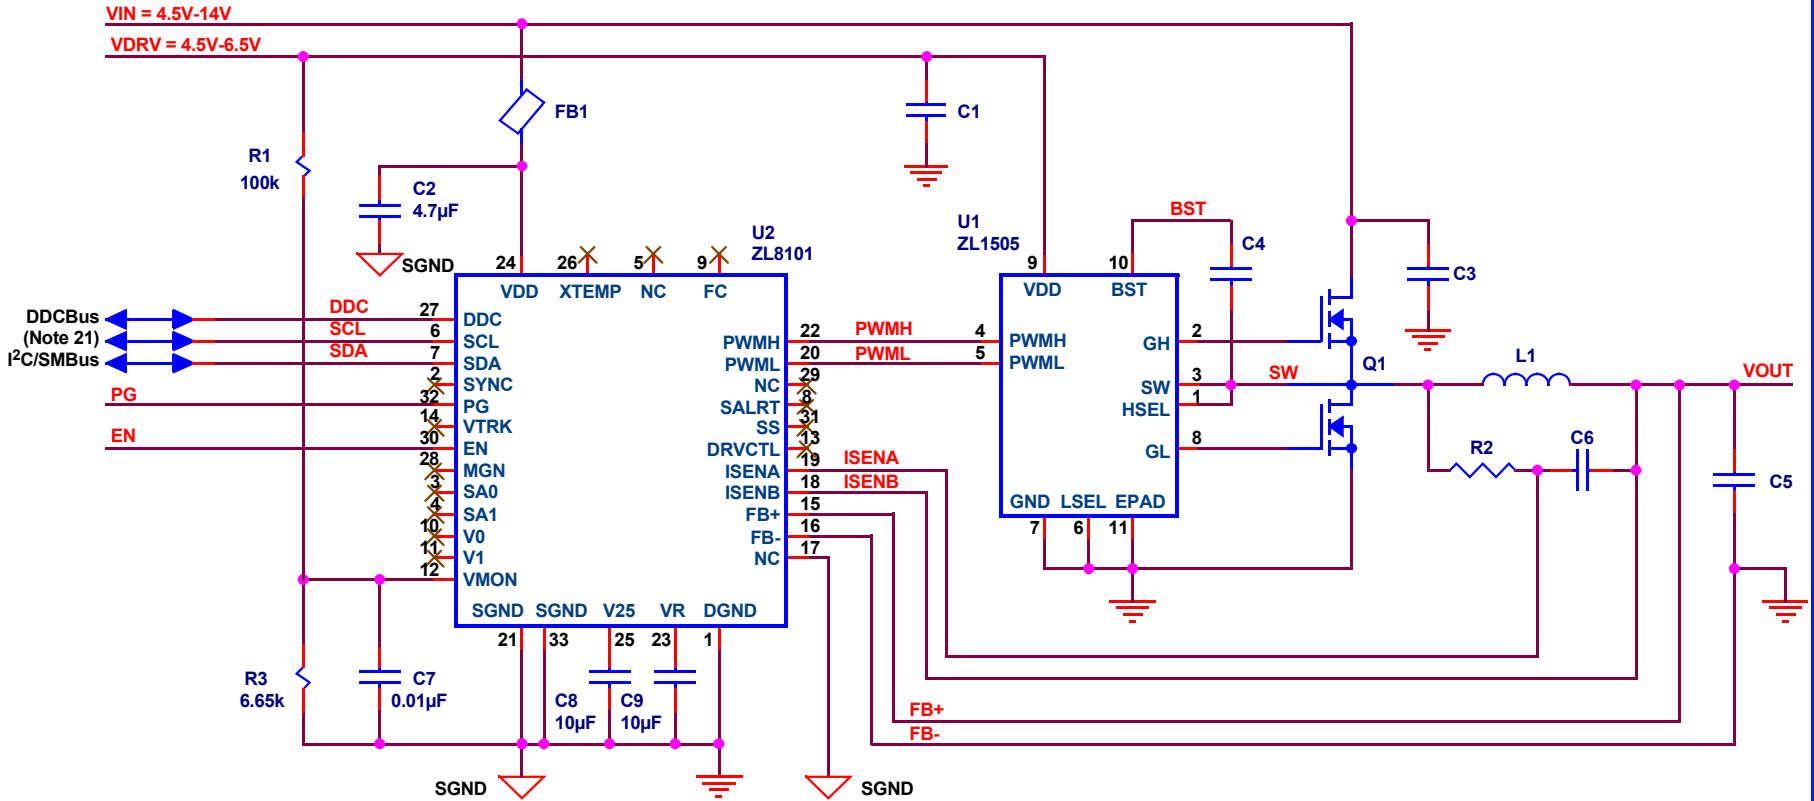 VIN = 4.5V-14V
VDRV = 4.5V-6.5V
FB1
C1
R1
100k
C2
4.7µF
SGND
U2
ZL8101
U1
ZL1505
BST
C4
C3
24
26
5
9
VDD
XTEMP
NC
FC
9
10
VDD
BST
DDCBus
(Note 21)
I²C/SMBus
DDC
SCL
SDA
PG
EN
27 DDC
6 SCL
7 SDA
2 SYNC
32 PG
14 VTRK
30 EN
28 MGN
3 SA0
4 SA1
10 V0
11 V1
12 VMON
PWMH 22
PWML 20
NC 29
SALRT 8
SS 31
DRVCTL 13
ISENA 19
ISENB 18
FB+ 15
FB- 16
NC 17
PWMH
PWML
ISENA
ISENB
4 PWMH
5 PWML
GH 2
SW 3
HSEL 1
GL 8
SW
Q1
L1
VOUT
R2
C6
C5
GND LSEL EPAD
7
6
11
SGND SGND V25 VR DGND
21
33
25
23
1
R3
6.65k
C7
0.01µF
C8
10µF
C9
10µF
FB+
FB-
SGND
SGND